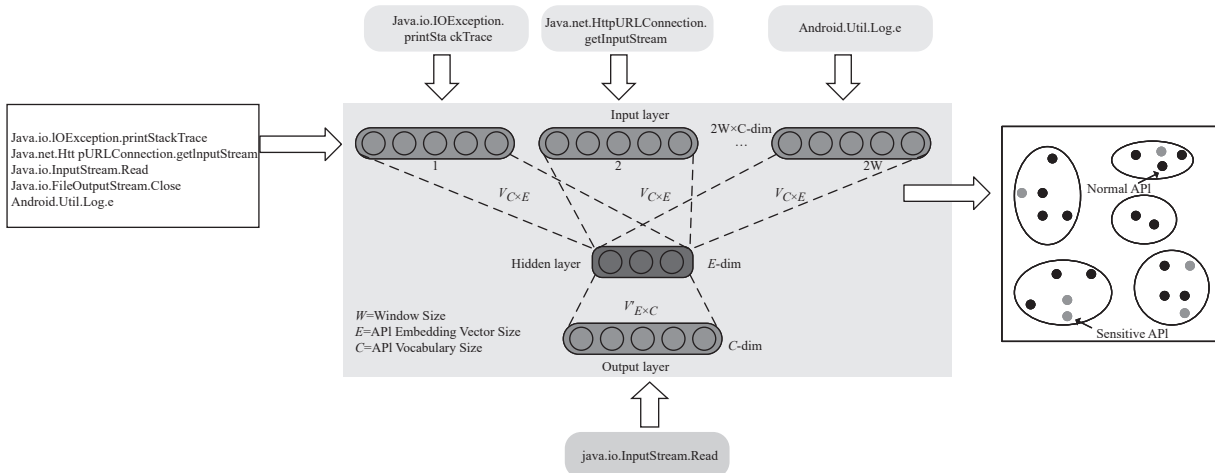 Java.io.IOException.
printSta ckTrace
Java.net.HttpURLConnection.
getInputStream
Android.Util.Log.e
Java.io.lOException.printStackTrace
Java.net.Htt pURLConnection.getInputStream
Java.io.InputStream.Read
Java.io.FileOutputStream.Close
Android.Util.Log.e
Input layer
2W×C-dim
...
1
2
2W
V_{C×E}
V_{C×E}
V_{C×E}
Hidden layer
E-dim
V'_{E×C}
W=Window Size
E=APl Embedding Vector Size
C=APl Vocabulary Size
C-dim
Output layer
java.io.InputStream.Read
Normal APl
Sensitive APl